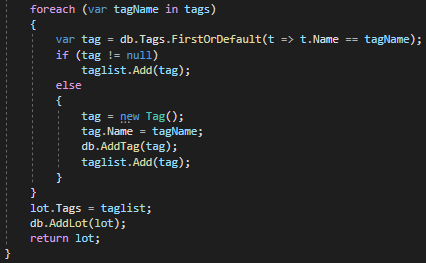 foreach (var tagName in tags)
{
var tag = db.Tags.FirstOrDefault(t => t.Name == tagName);
if (tag != null)
taglist.Add(tag);
else
{
tag = new Tag();
tag.Name = tagName;
db.AddTag(tag);
taglist.Add(tag);
}
}
lot.Tags = taglist;
db.AddLot(lot);
return lot;
}